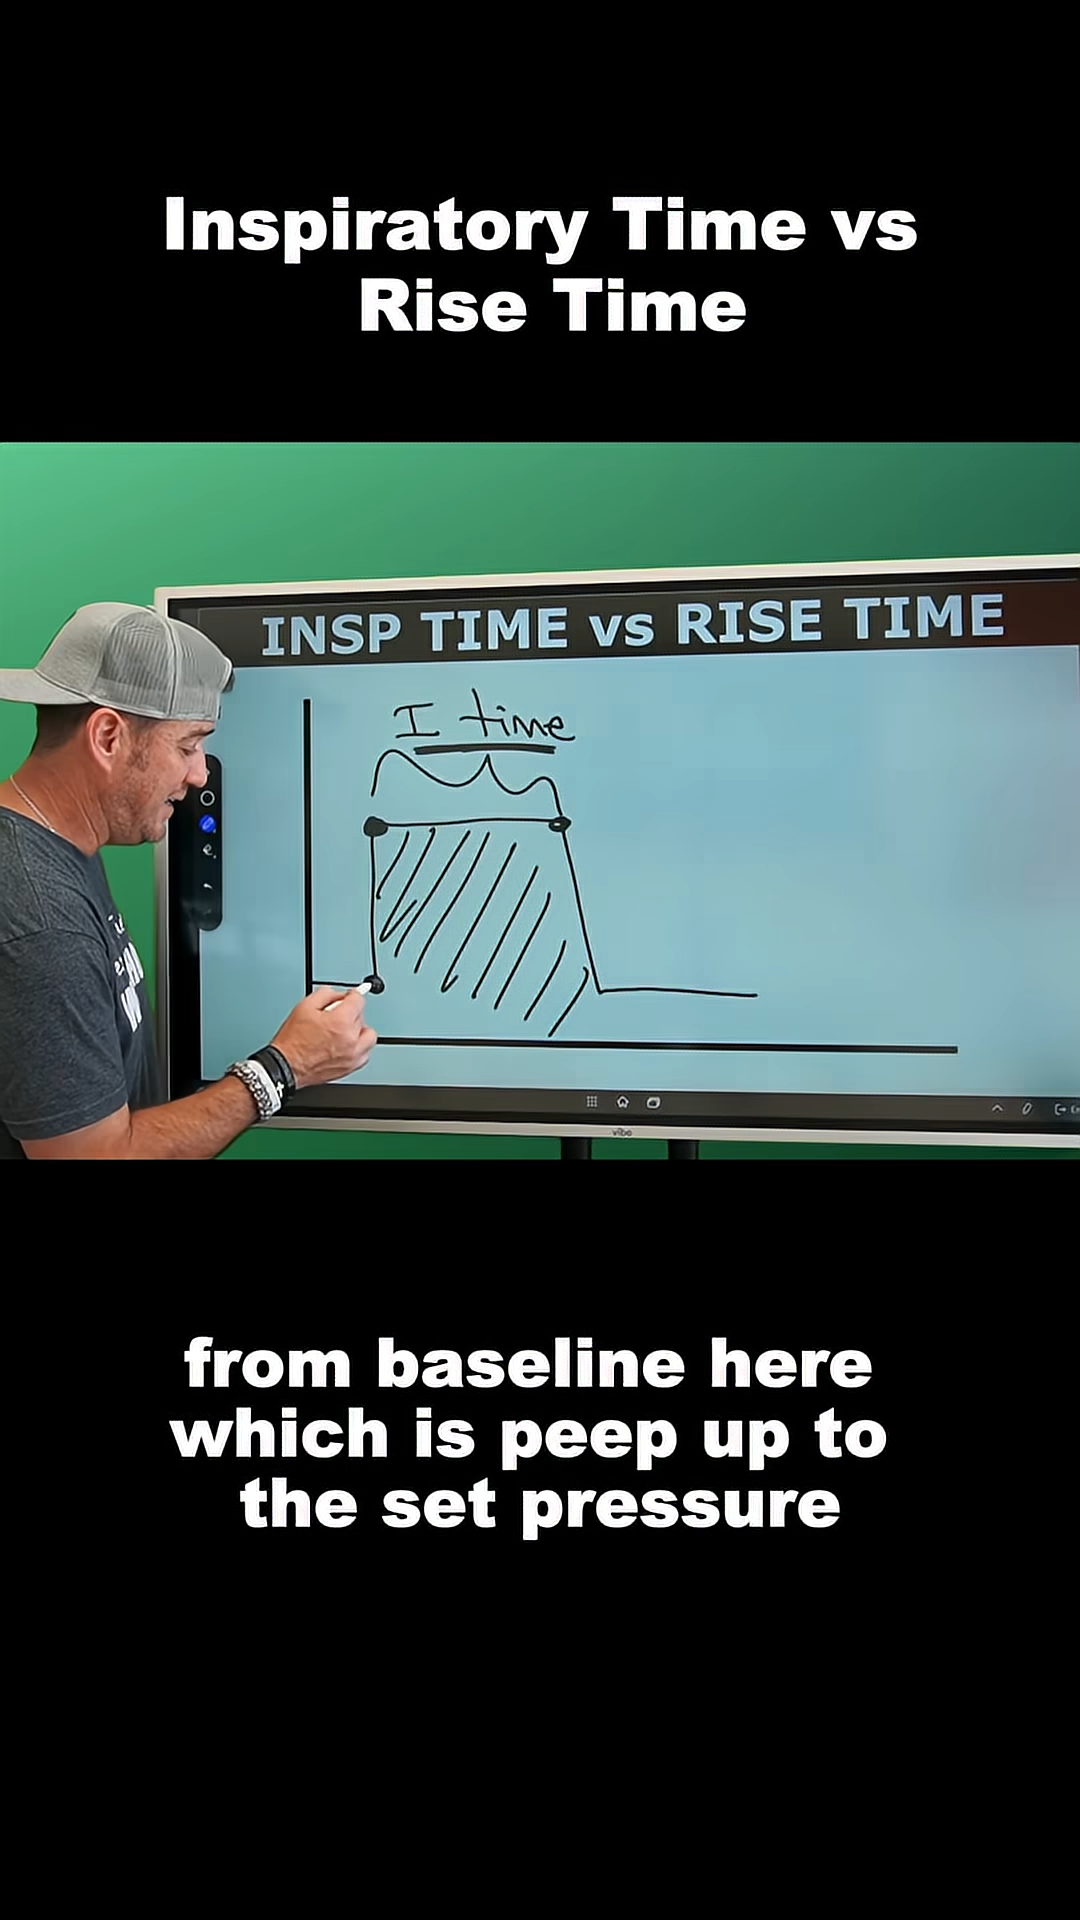 Inspiratory Time vs
Rise Time
INSP TIME vs RISE TIME
I time
vibe
from baseline here
which is peep up to
the set pressure